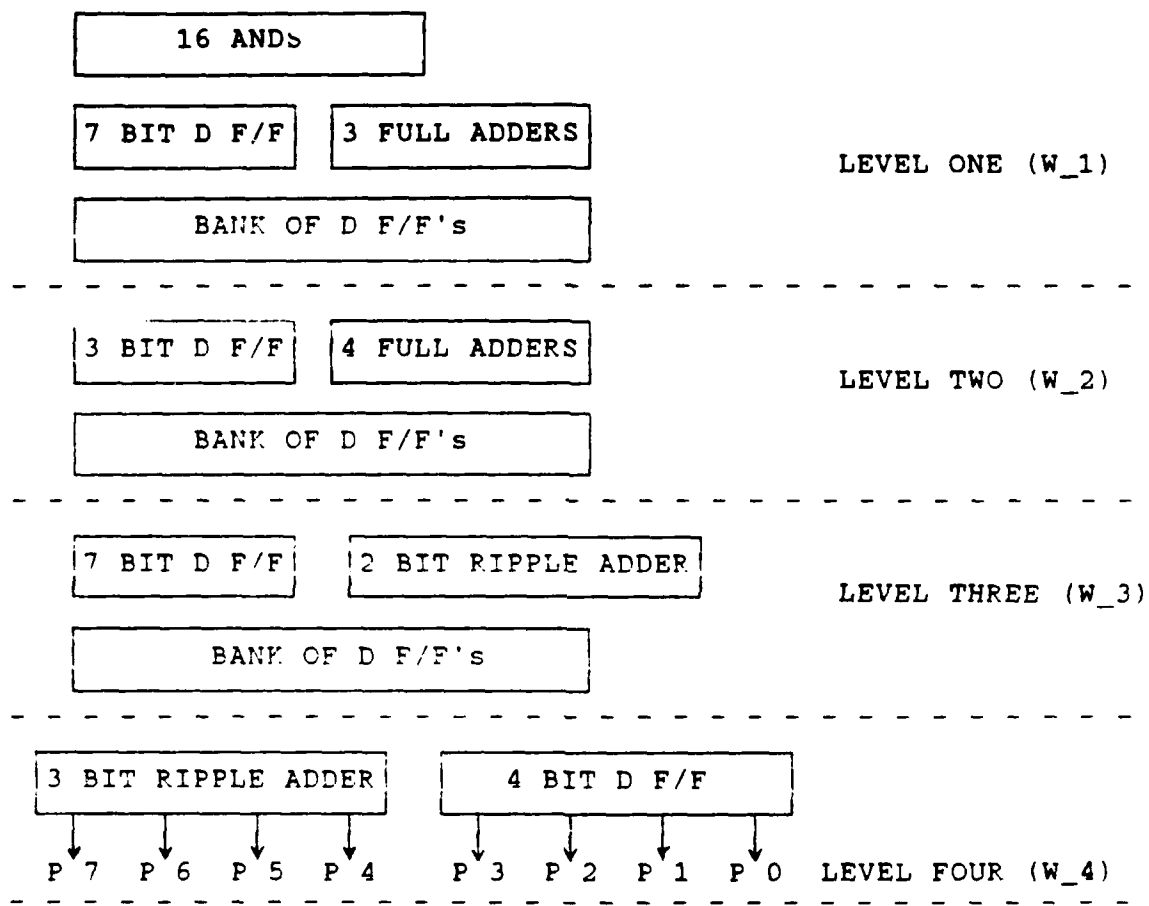 16 ANDS
7 BIT D F/F 3 FULL ADDERS
LEVEL ONE (W_1)
BANK OF D F/F's
3 BIT D F/F 4 FULL ADDERS
LEVEL TWO (W_2)
BANK OF D F/F's
7 BIT D F/F 2 BIT RIPPLE ADDER
LEVEL THREE (W_3)
BANK OF D F/F's
3 BIT RIPPLE ADDER 4 BIT D F/F
P 7 P 6 P 5 P 4 P 3 P 2 P 1 P 0 LEVEL FOUR (W_4)